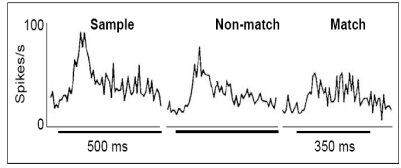 Sample Non-match Match
100
Spikes/s
0
500 ms 350 ms